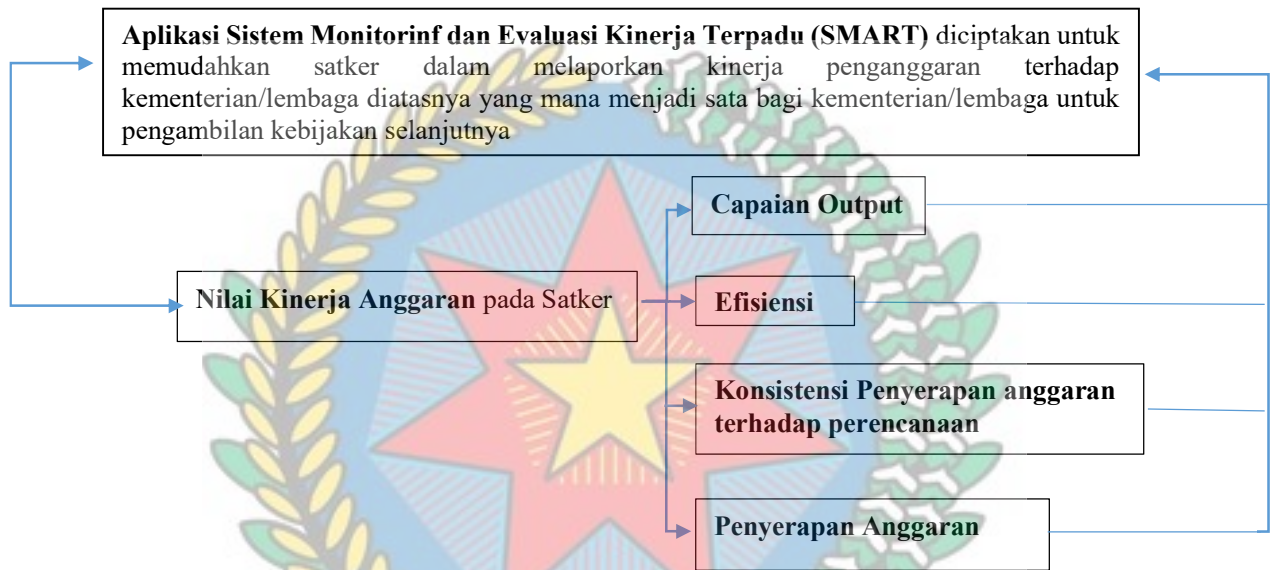 Aplikasi Sistem Monitorinf dan Evaluasi Kinerja Terpadu (SMART) diciptakan untuk
memudahkan satker dalam melaporkan kinerja penganggaran terhadap
kementerian/lembaga diatasnya yang mana menjadi sata bagi kementerian/lembaga untuk
pengambilan kebijakan selanjutnya
Capaian Output
Nilai Kinerja Anggaran pada Satker
Efisiensi
Konsistensi Penyerapan anggaran
terhadap perencanaan
Penyerapan Anggaran